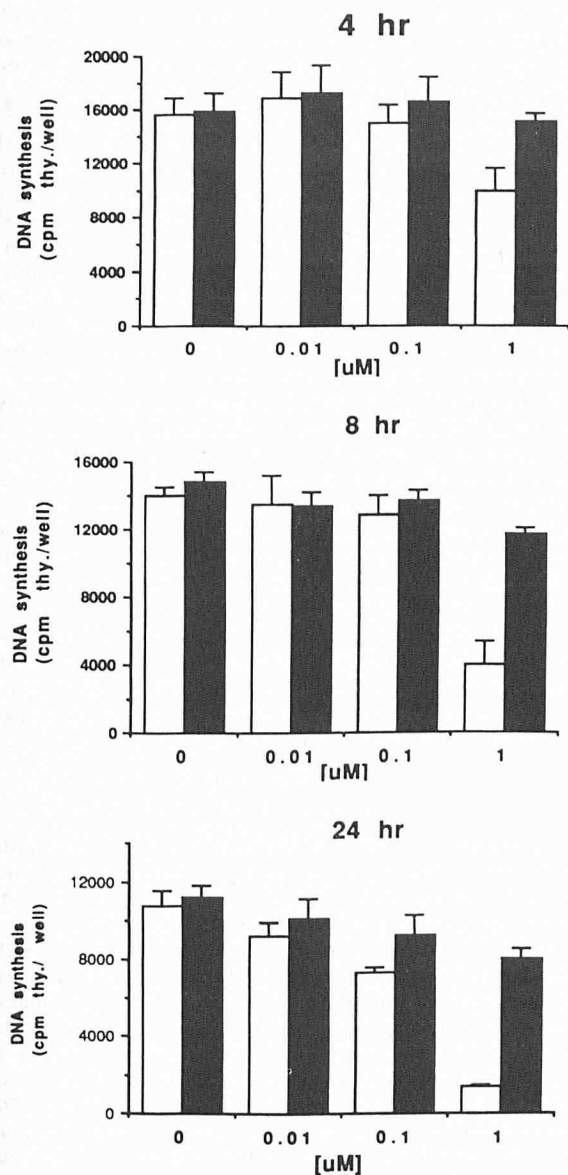 4 hr
DNA synthesis
(cpm thy./well)
20000
16000
12000
8000
4000
0
0 0.01 0.1 1
[uM]
8 hr
DNA synthesis
(cpm thy./well)
16000
12000
8000
4000
0
0 0.01 0.1 1
[uM]
24 hr
DNA synthesis
(cpm thy./ well)
12000
8000
4000
0
0 0.01 0.1 1
[uM]